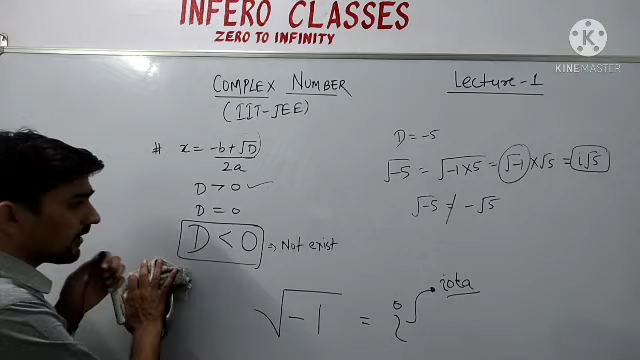 INFERO CLASSES
ZERO TO INFINITY
KINEMASTER
COMPLEX NUMBER
(IIT-JEE)
Lecture-1
# x = -b+√D / 2a
D > 0 ✓
D = 0
D < 0 ⇒ Not exist
D = -5
√-5 = √-1×5 = √-1 × √5 = i√5
√-5 ≠ -√5
√-1 = i
iota